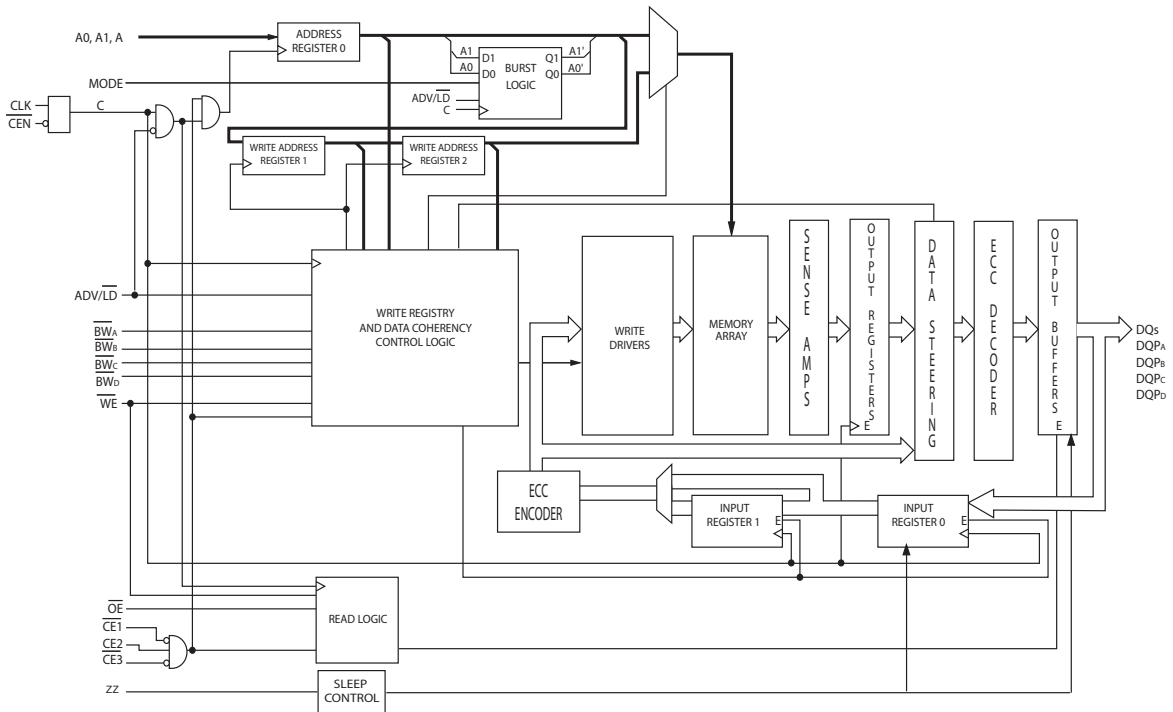 A0, A1, A
ADDRESS
REGISTER 0
A1
A0
D1
D0
BURST
LOGIC
Q1
Q0
A1'
A0'
MODE
ADV/LD
C
CLK
CEN
C
WRITE ADDRESS
REGISTER 1
WRITE ADDRESS
REGISTER 2
ADV/LD
BWA
BWB
BWC
BWD
WE
WRITE REGISTRY
AND DATA COHERENCY
CONTROL LOGIC
WRITE
DRIVERS
MEMORY
ARRAY
SENSE AMPS
OUTPUT REGISTERS
E
DATA STEERING
ECC DECODER
OUTPUT BUFFERS
E
DQs
DQPA
DQPB
DQPC
DQPD
ECC
ENCODER
INPUT
REGISTER 1
E
INPUT
REGISTER 0
E
OE
CE1
CE2
CE3
READ LOGIC
ZZ
SLEEP
CONTROL